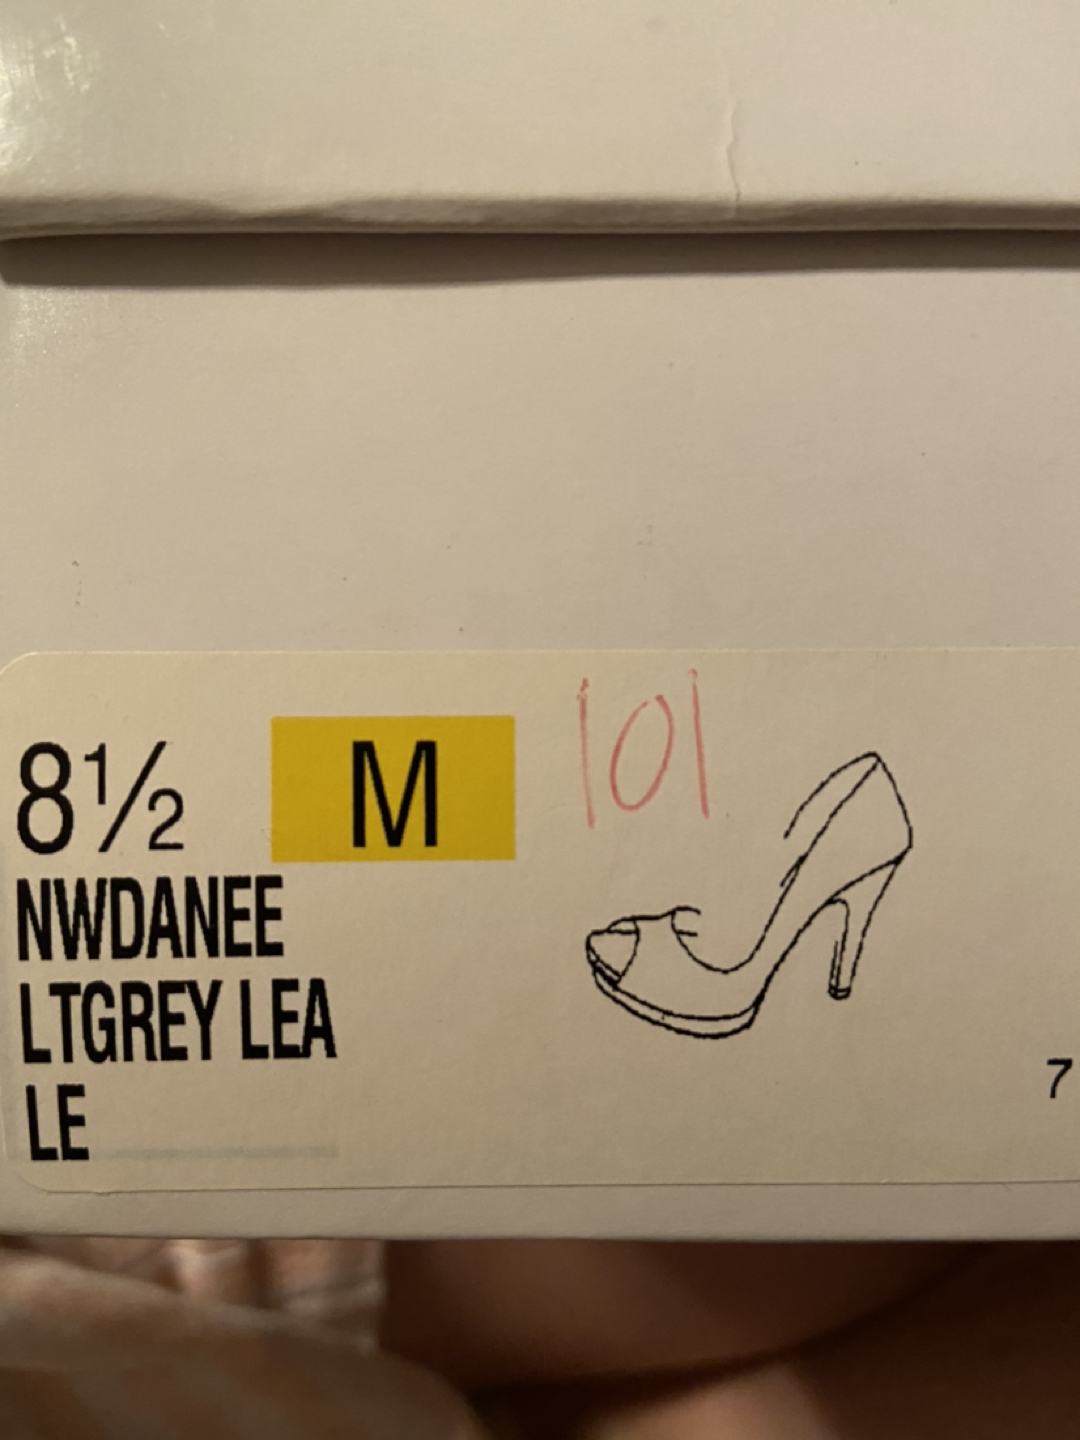 8½ M 101
NWDANEE
LTGREY LEA
LE
7